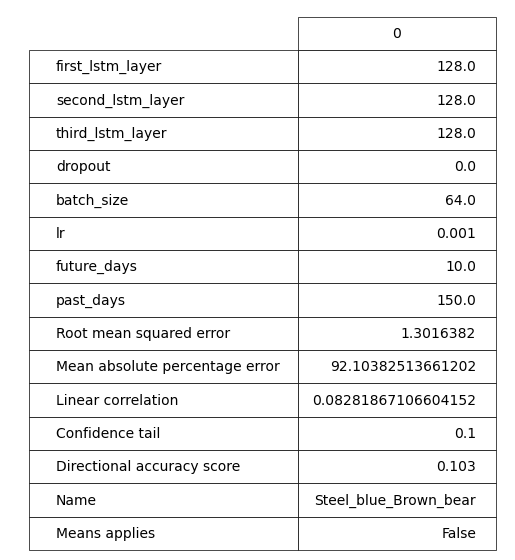 0
first_lstm_layer 128.0
second_lstm_layer 128.0
third_lstm_layer 128.0
dropout 0.0
batch_size 64.0
lr 0.001
future_days 10.0
past_days 150.0
Root mean squared error 1.3016382
Mean absolute percentage error 92.10382513661202
Linear correlation 0.08281867106604152
Confidence tail 0.1
Directional accuracy score 0.103
Name Steel_blue_Brown_bear
Means applies False